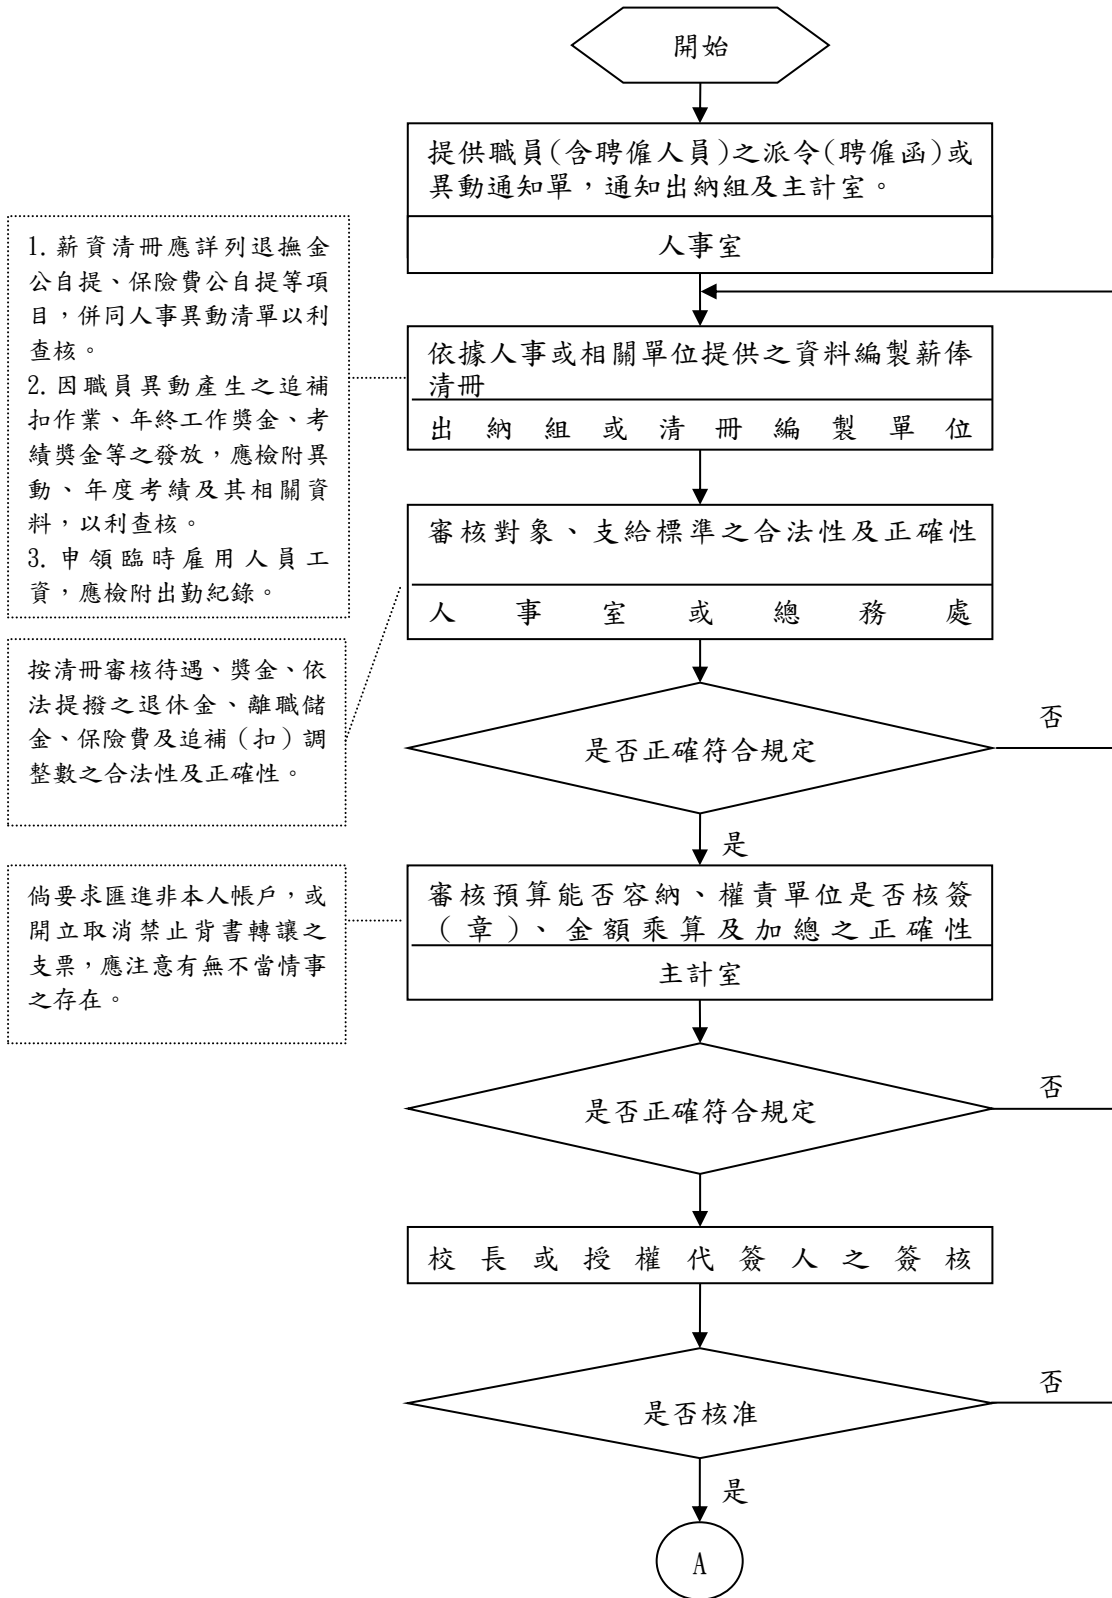 開始
提供職員(含聘僱人員)之派令(聘僱函)或
異動通知單，通知出納組及主計室。
人事室
1. 薪資清冊應詳列退撫金
公自提、保險費公自提等項
目，併同人事異動清單以利
查核。
2. 因職員異動產生之追補
扣作業、年終工作獎金、考
績獎金等之發放，應檢附異
動、年度考績及其相關資
料，以利查核。
3. 申領臨時雇用人員工
資，應檢附出勤紀錄。
依據人事或相關單位提供之資料編製薪俸
清冊
出納組或清冊編製單位
審核對象、支給標準之合法性及正確性
人事室或總務處
按清冊審核待遇、獎金、依
法提撥之退休金、離職儲
金、保險費及追補（扣）調
整數之合法性及正確性。
是否正確符合規定
否
是
倘要求匯進非本人帳戶，或
開立取消禁止背書轉讓之
支票，應注意有無不當情事
之存在。
審核預算能否容納、權責單位是否核簽
(章)、金額乘算及加總之正確性
主計室
是否正確符合規定
否
校長或授權代簽人之簽核
是否核准
否
是
A